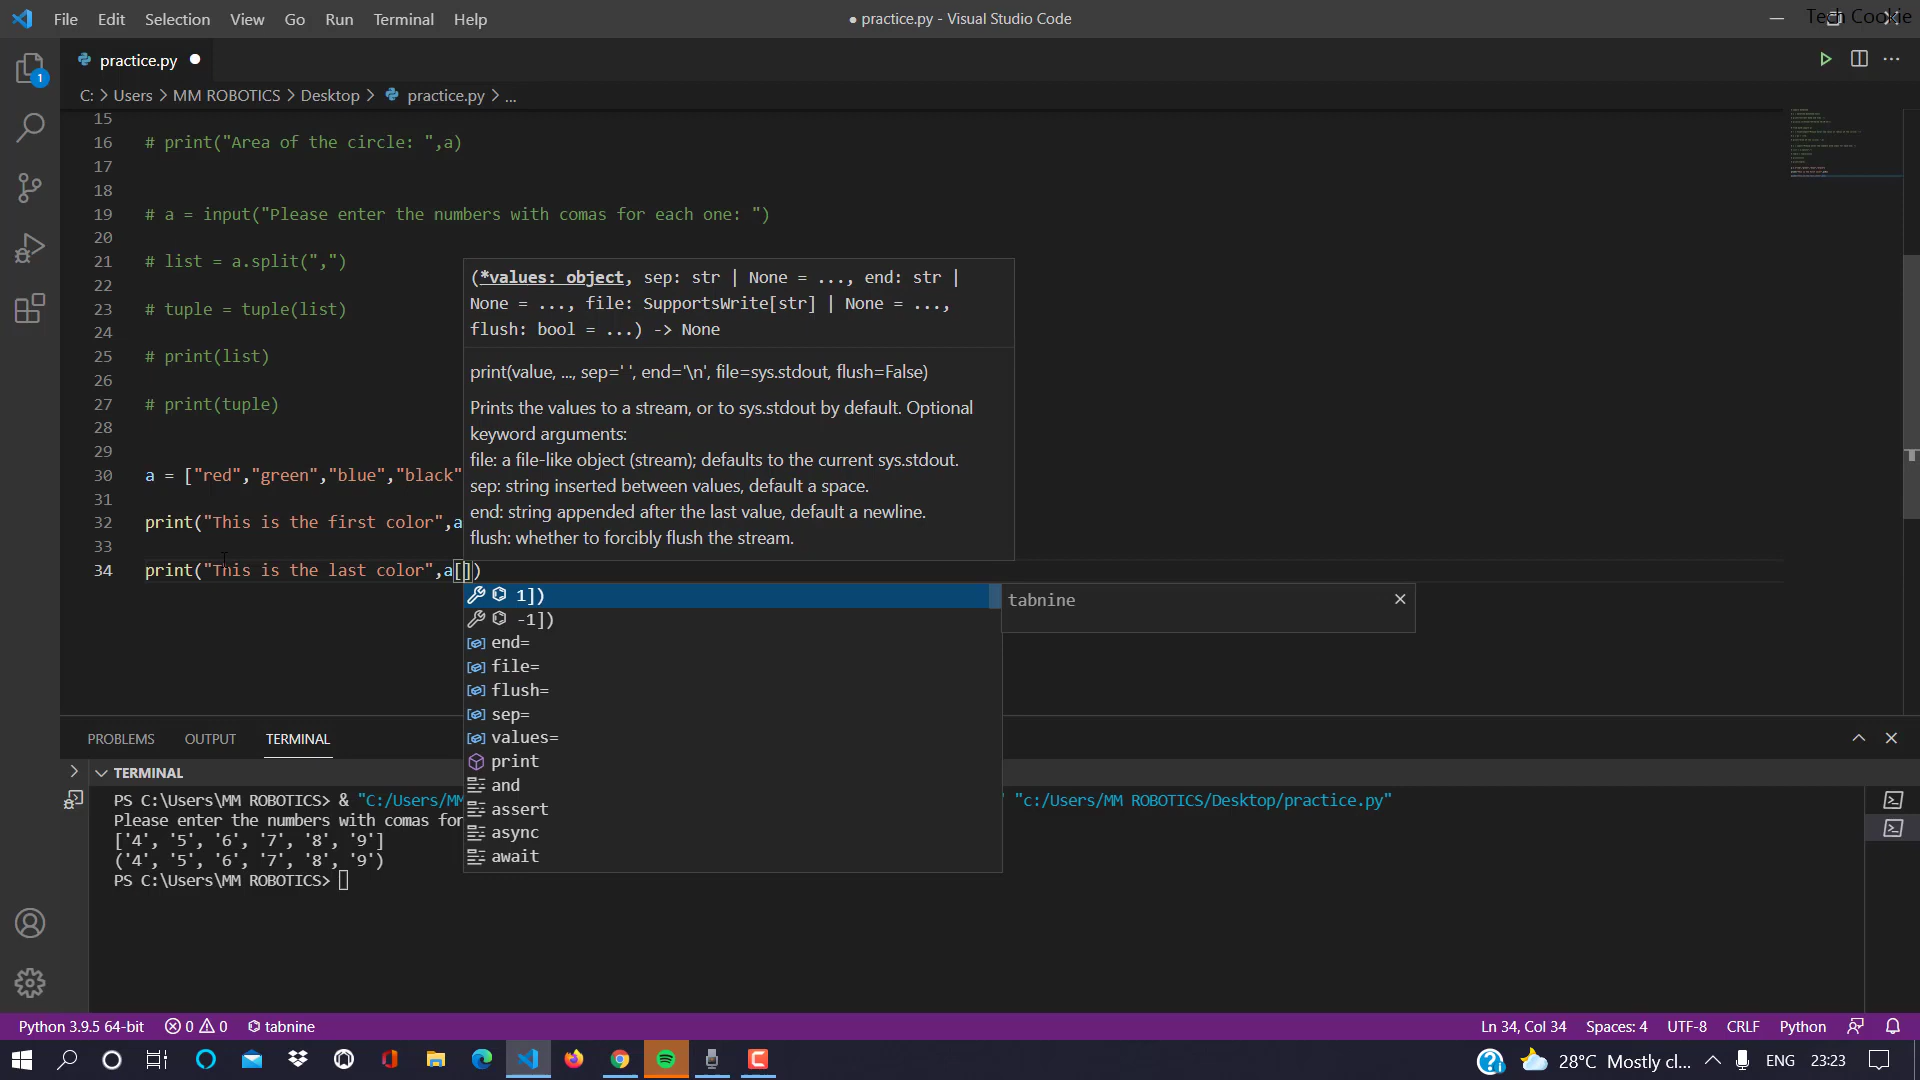 File Edit Selection View Go Run Terminal Help
● practice.py - Visual Studio Code
Tech Cookie
practice.py ●
1
C: > Users > MM ROBOTICS > Desktop > practice.py > ...
15
16 # print("Area of the circle: ",a)
17
18
19 # a = input("Please enter the numbers with comas for each one: ")
20
21 # list = a.split(",")
22
23 # tuple = tuple(list)
24
25 # print(list)
26
27 # print(tuple)
28
29
30 a = ["red","green","blue","black"
31
32 print("This is the first color",a
33
34 print("This is the last color",a[])
(*values: object, sep: str | None = ..., end: str |
None = ..., file: SupportsWrite[str] | None = ...,
flush: bool = ...) -> None
print(value, ..., sep=' ', end='\n', file=sys.stdout, flush=False)
Prints the values to a stream, or to sys.stdout by default. Optional
keyword arguments:
file: a file-like object (stream); defaults to the current sys.stdout.
sep: string inserted between values, default a space.
end: string appended after the last value, default a newline.
flush: whether to forcibly flush the stream.
1])
-1])
end=
file=
flush=
sep=
values=
print
and
assert
async
await
tabnine
PROBLEMS OUTPUT TERMINAL
TERMINAL
PS C:\Users\MM ROBOTICS> & "C:/Users/MM " "c:/Users/MM ROBOTICS/Desktop/practice.py"
Please enter the numbers with comas for
['4', '5', '6', '7', '8', '9']
('4', '5', '6', '7', '8', '9')
PS C:\Users\MM ROBOTICS>
Python 3.9.5 64-bit 0 0 tabnine
Ln 34, Col 34 Spaces: 4 UTF-8 CRLF Python
28°C Mostly cl... ENG 23:23